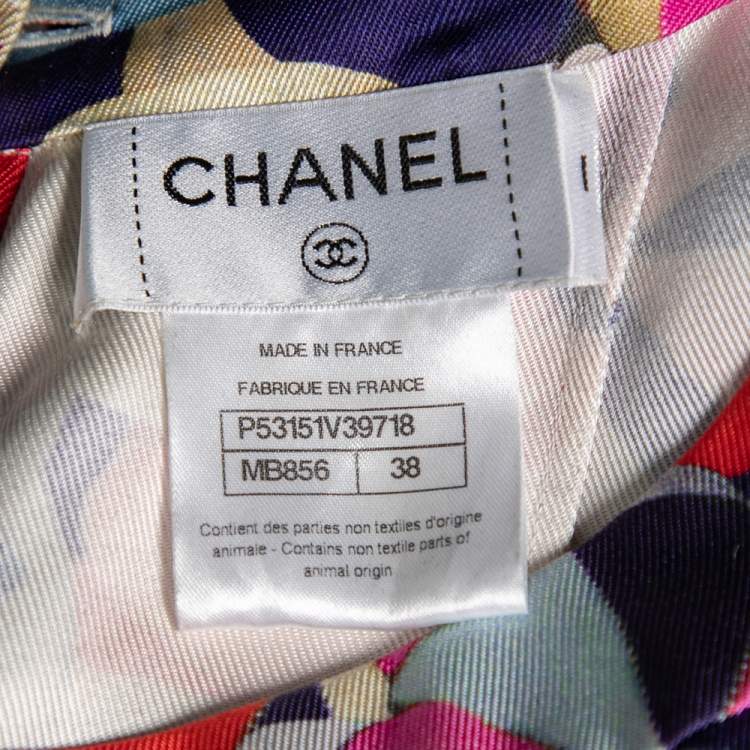 CHANEL
MADE IN FRANCE
FABRIQUE EN FRANCE
P53151V39718
MB856 38
Contient des parties non textiles d'origine
animale - Contains non textile parts of
animal origin